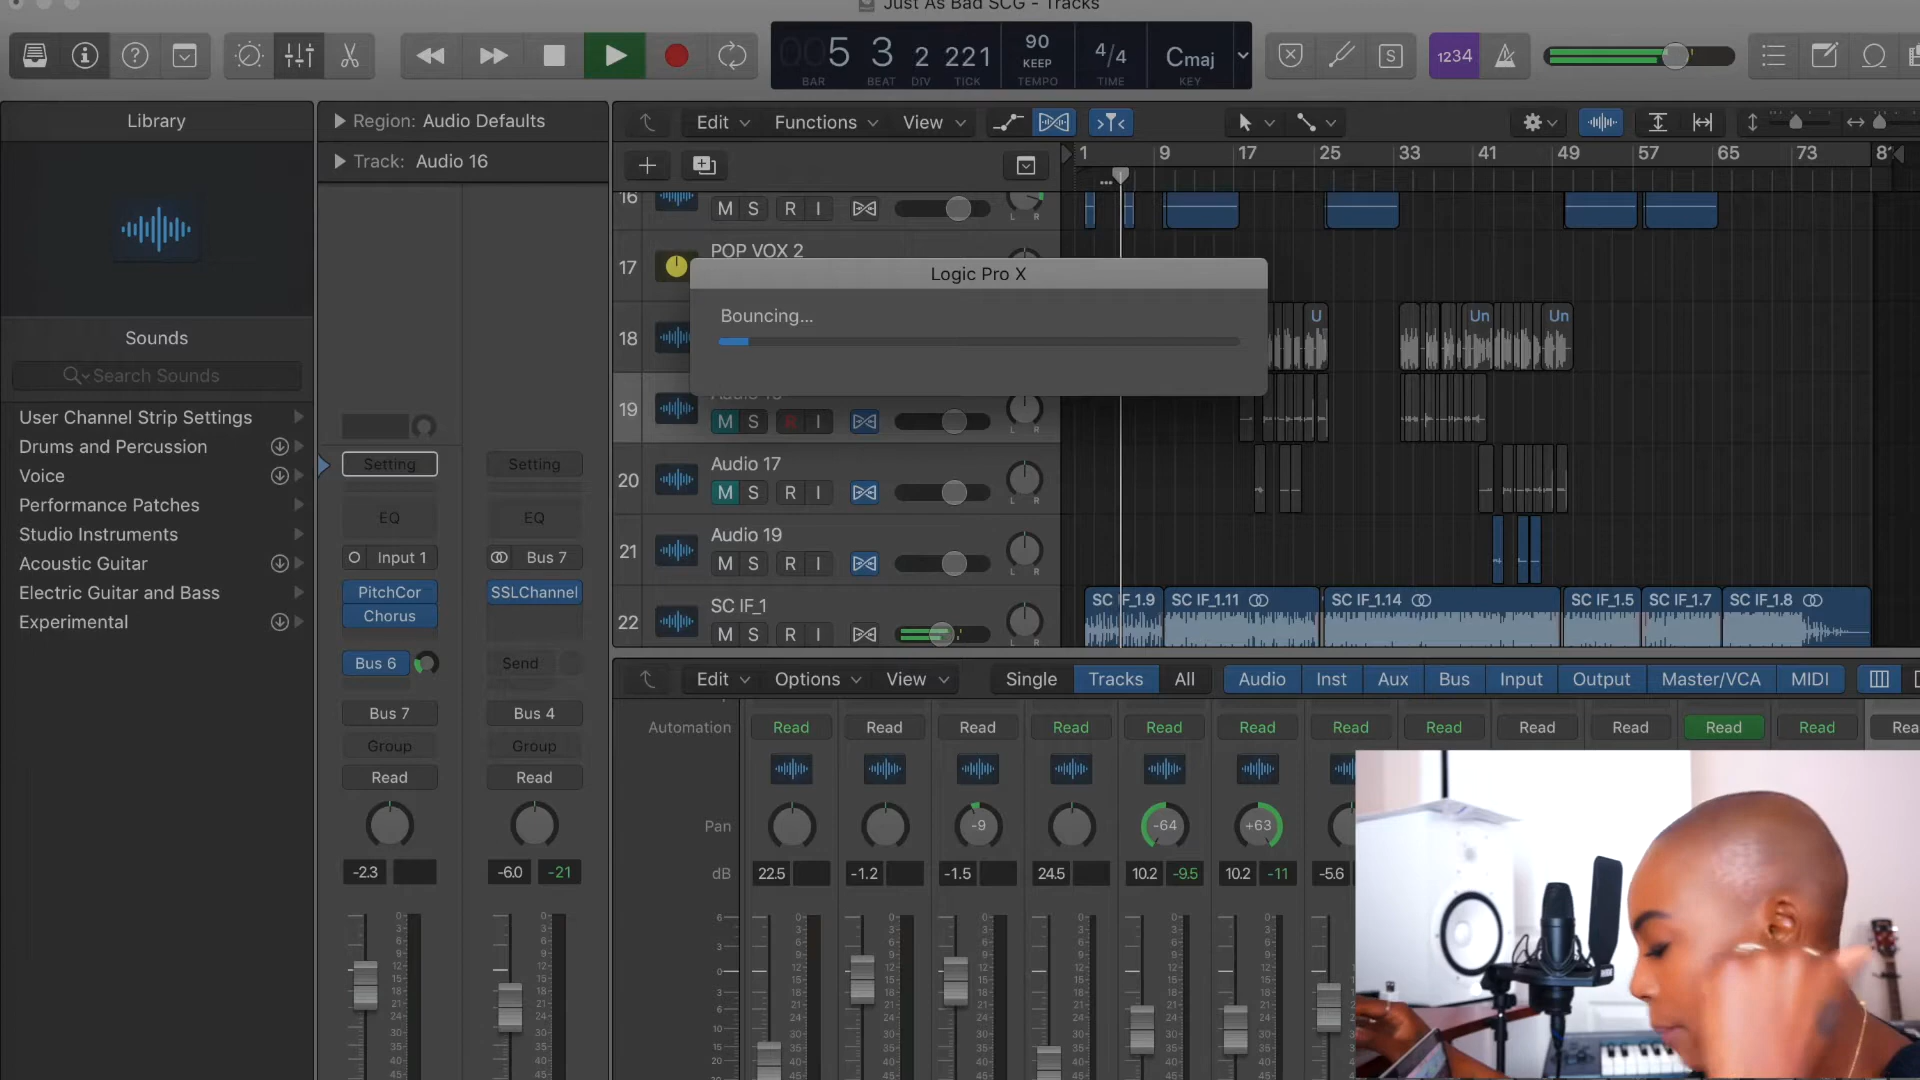 Just As Bad SCG - Tracks
5 3 2 221 90 KEEP 4/4 Cmaj 1234
BAR BEAT DIV TICK TEMPO TIME KEY
S
Library
Region: Audio Defaults
Track: Audio 16
Edit Functions View
1 9 17 25 33 41 49 57 65 73
Sounds
Search Sounds
User Channel Strip Settings
Drums and Percussion
Voice
Performance Patches
Studio Instruments
Acoustic Guitar
Electric Guitar and Bass
Experimental
Setting Setting
EQ EQ
Input 1 Bus 7
PitchCor SSLChannel
Chorus
Bus 6 Send
Bus 7 Bus 4
Group Group
Read Read
-2.3 -6.0 -21
16 M S R I L R
17 POP VOX 2
Logic Pro X
Bouncing...
18 U Un Un
19 M S R I L R
20 Audio 17
M S R I L R
21 Audio 19
M S R I L R
22 SC IF_1
M S R I L R
SC IF_1.9 SC IF_1.11 SC IF_1.14 SC IF_1.5 SC IF_1.7 SC IF_1.8
Edit Options View Single Tracks All Audio Inst Aux Bus Input Output Master/VCA MIDI
Automation Read Read Read Read Read Read Read Read Read Read Read Read Rea
Pan -9 -64 +63
dB 22.5 -1.2 -1.5 24.5 10.2 -9.5 10.2 -11 -5.6